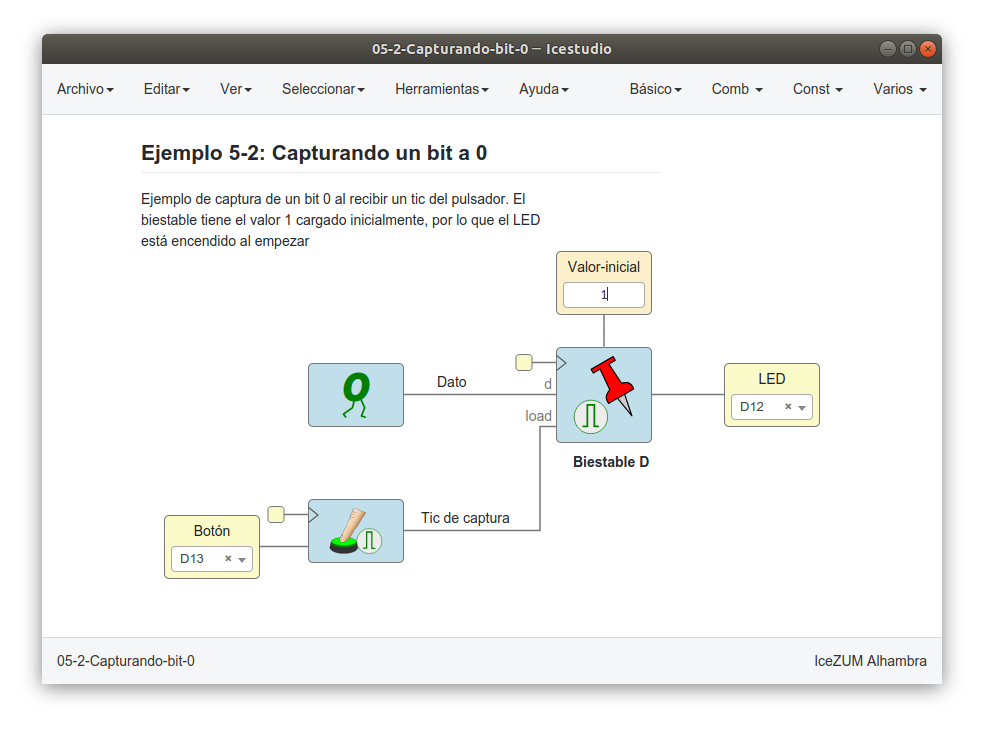 05-2-Capturando-bit-0 — Icestudio
Archivo Editar Ver Seleccionar Herramientas Ayuda Básico Comb Const Varios
Ejemplo 5-2: Capturando un bit a 0
Ejemplo de captura de un bit 0 al recibir un tic del pulsador. El
biestable tiene el valor 1 cargado inicialmente, por lo que el LED
está encendido al empezar
Valor-inicial
1
0
Dato
d
load
LED
D12
Biestable D
Botón
D13
Tic de captura
05-2-Capturando-bit-0
IceZUM Alhambra